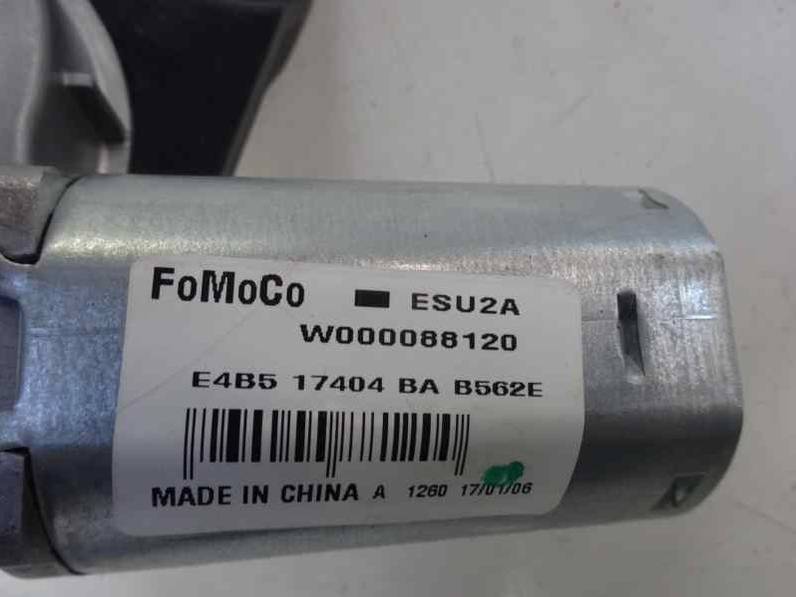 FoMoCo ESU2A
W000088120
E4B5 17404 BA B562E
MADE IN CHINA A 1260 17/01/06